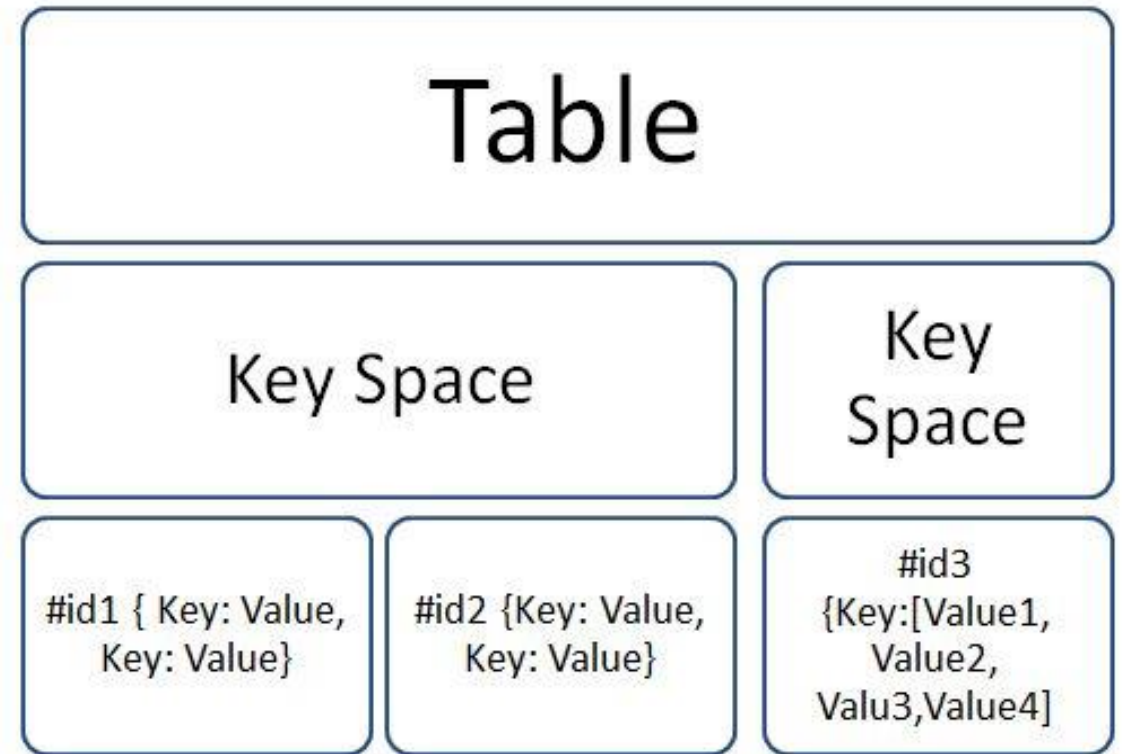 Table
Key Space
Key
Space
#id1 { Key: Value,
Key: Value}
#id2 {Key: Value,
Key: Value}
#id3
{Key:[Value1,
Value2,
Valu3,Value4]